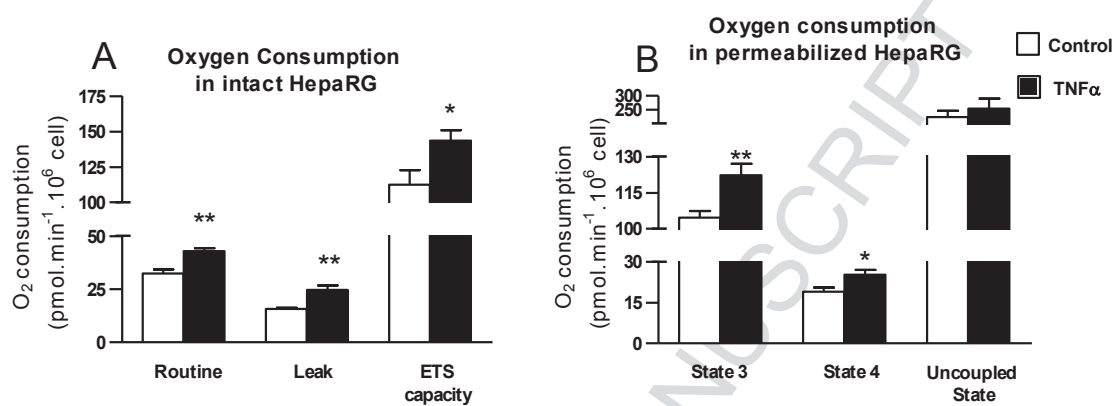 A
Oxygen Consumption
in intact HepaRG
O₂ consumption
(pmol.min⁻¹.10⁶ cell)
175
150
125
100
50
25
0
*
**
**
Routine
Leak
ETS
capacity
B
Oxygen consumption
in permeabilized HepaRG
O₂ consumption
(pmol.min⁻¹.10⁶ cell)
300
250
130
115
100
30
15
0
**
*
State 3
State 4
Uncoupled
State
Control
TNFα
NUSCRIPT